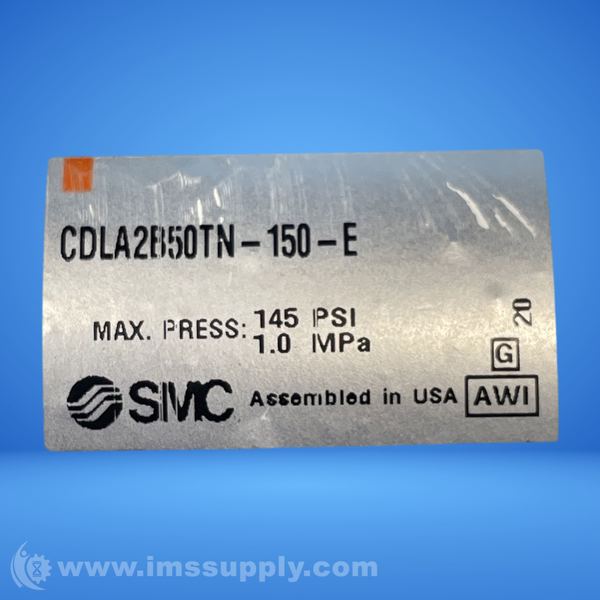 CDLA2B50TN-150-E
MAX. PRESS: 145 PSI
1.0 MPa
20
G
SMC Assembled in USA AWI
www.imssupply.com